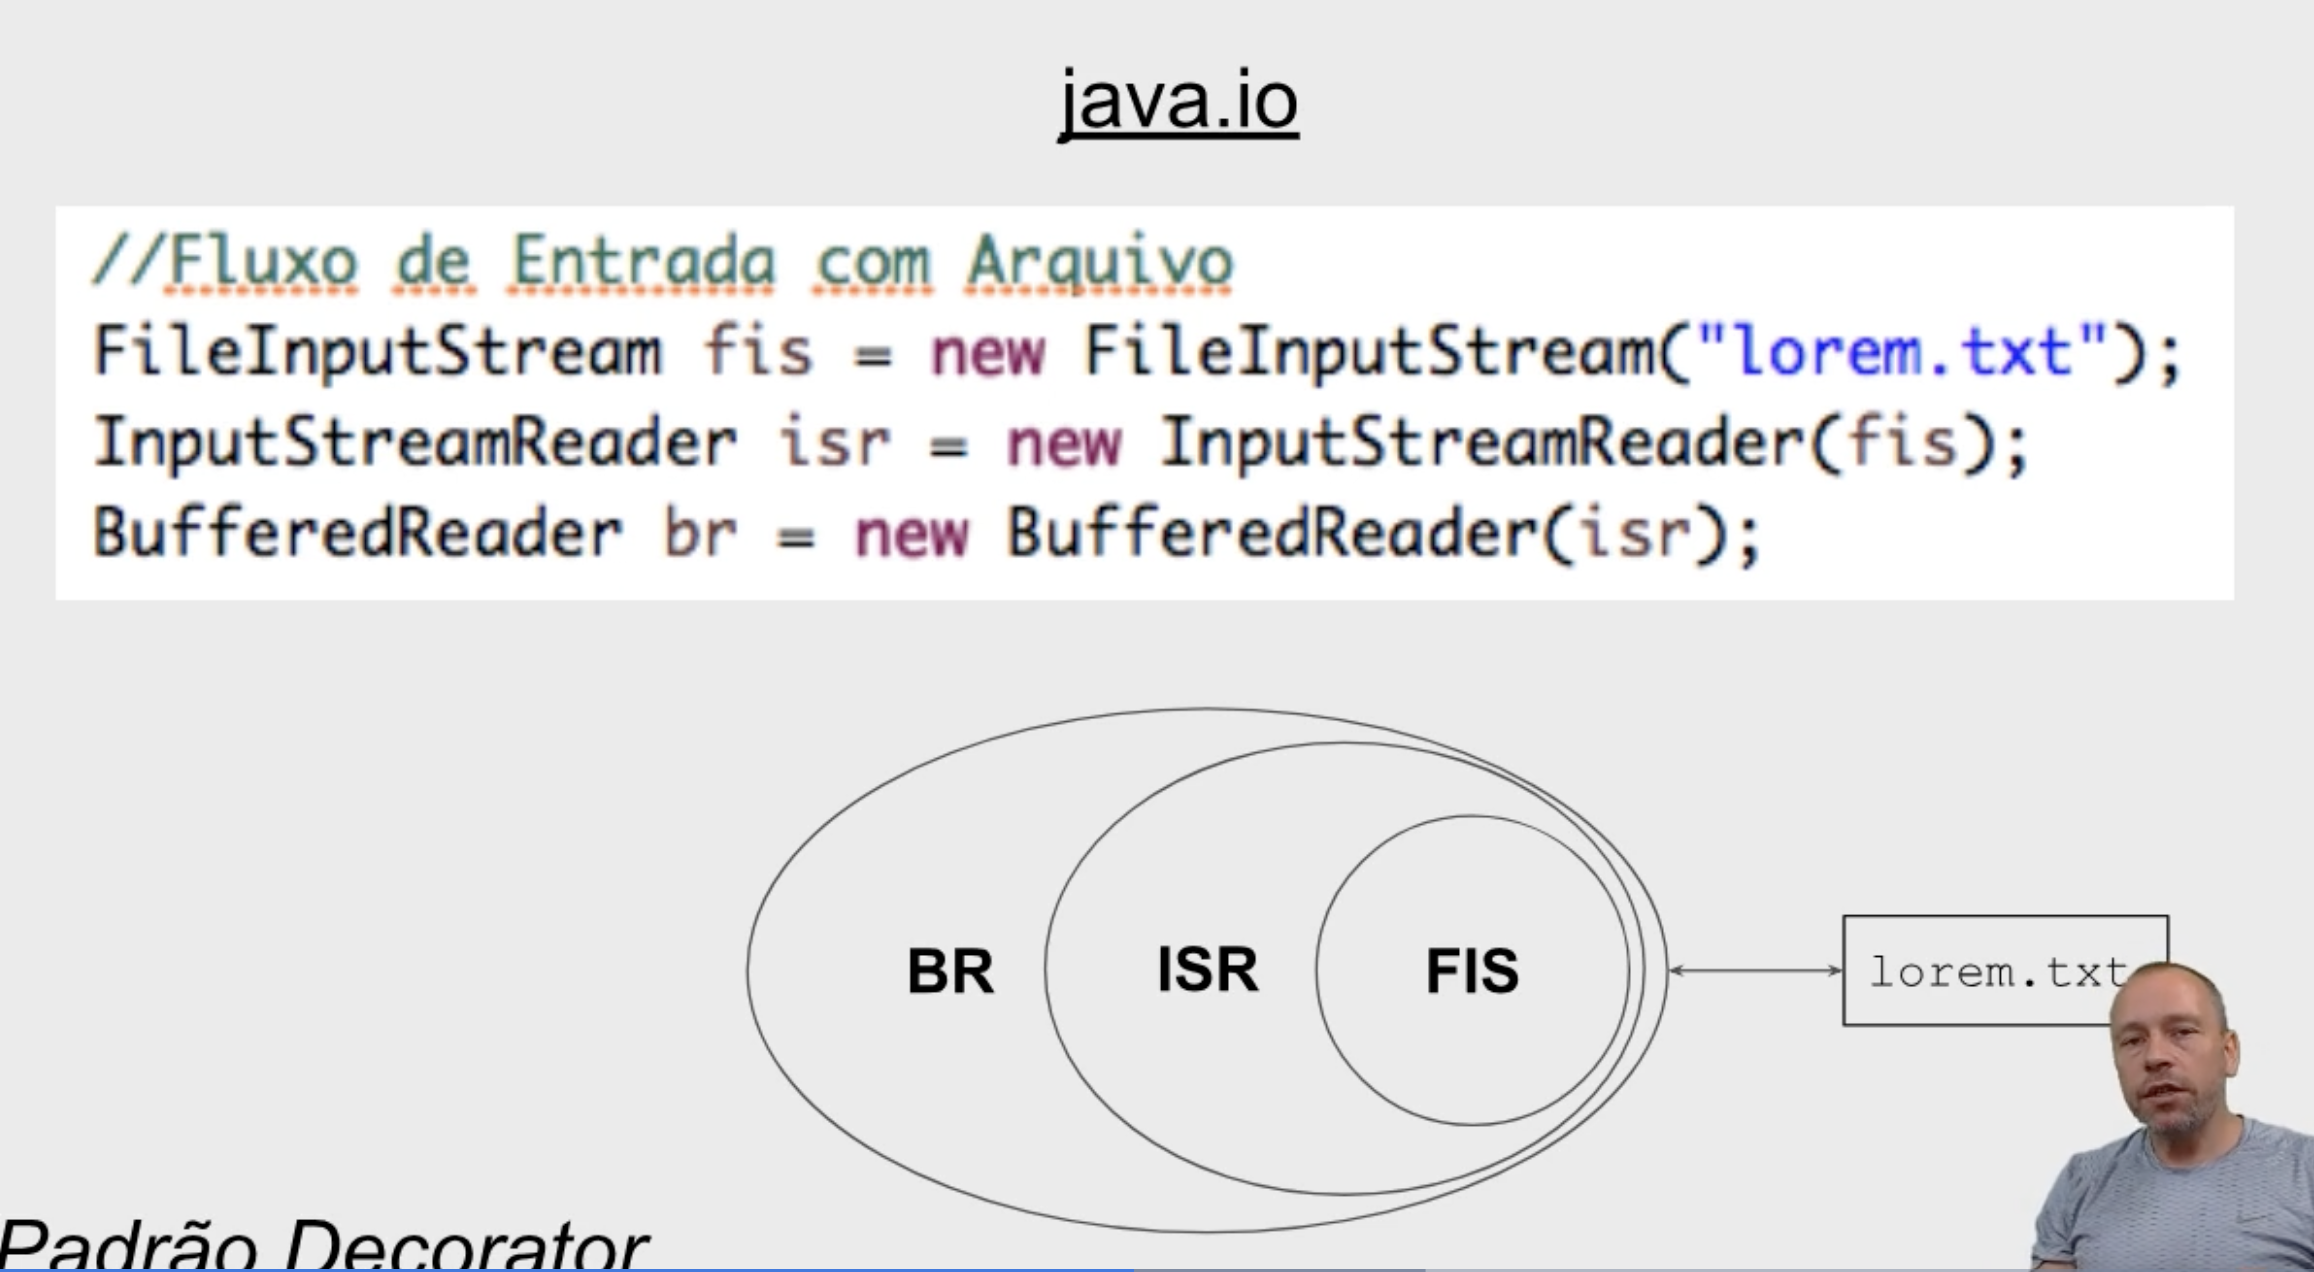 java.io
//Fluxo de Entrada com Arquivo
FileInputStream fis = new FileInputStream("lorem.txt");
InputStreamReader isr = new InputStreamReader(fis);
BufferedReader br = new BufferedReader(isr);
BR ISR FIS lorem.txt
Padrão Decorator